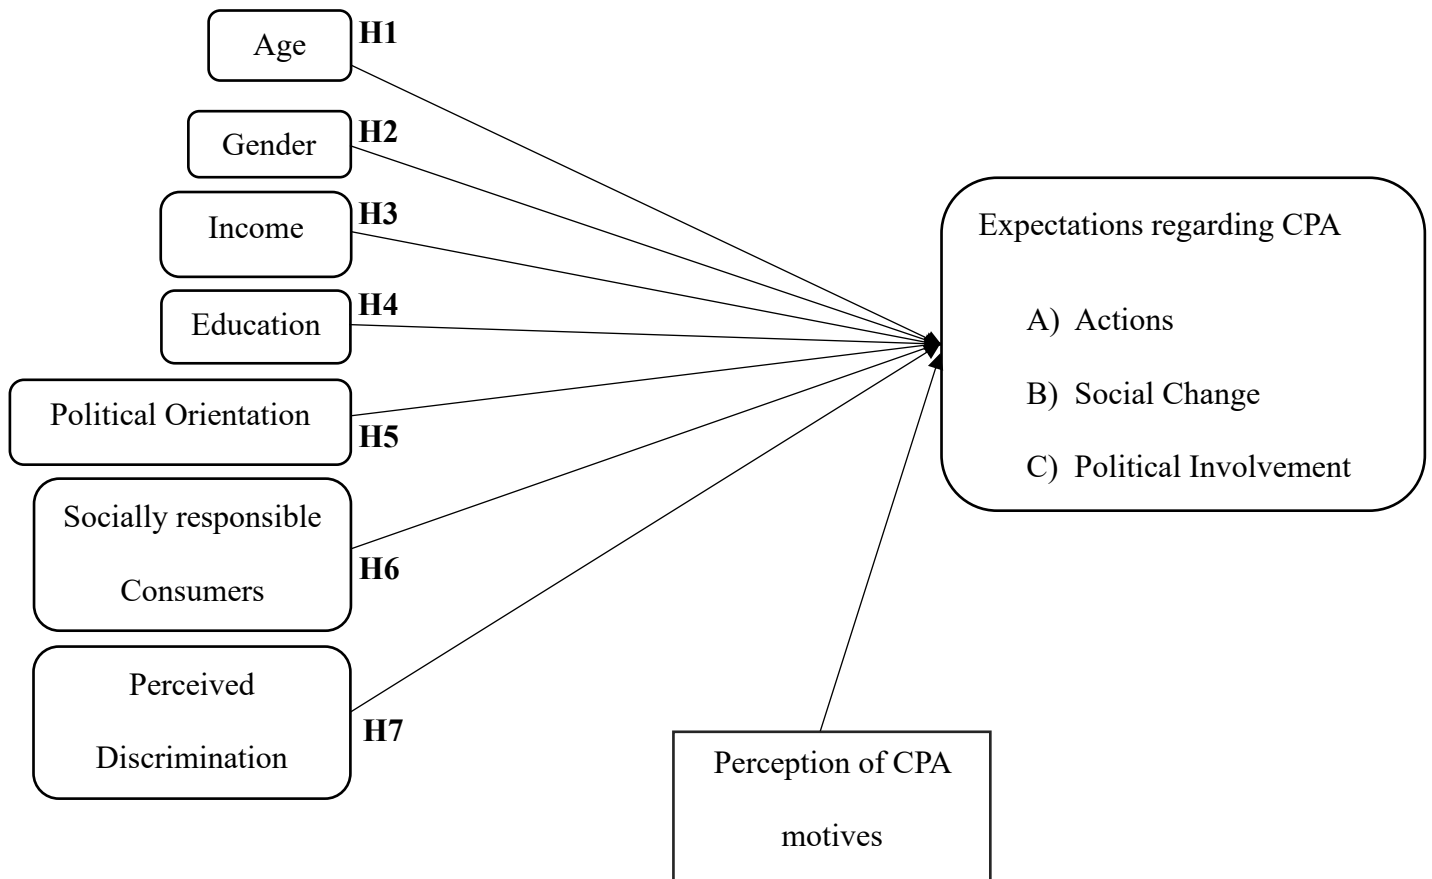 Age
H1
Gender
H2
Income
H3
Education
H4
Political Orientation
H5
Socially responsible
Consumers
H6
Perceived
Discrimination
H7
Expectations regarding CPA
A) Actions
B) Social Change
C) Political Involvement
Perception of CPA
motives